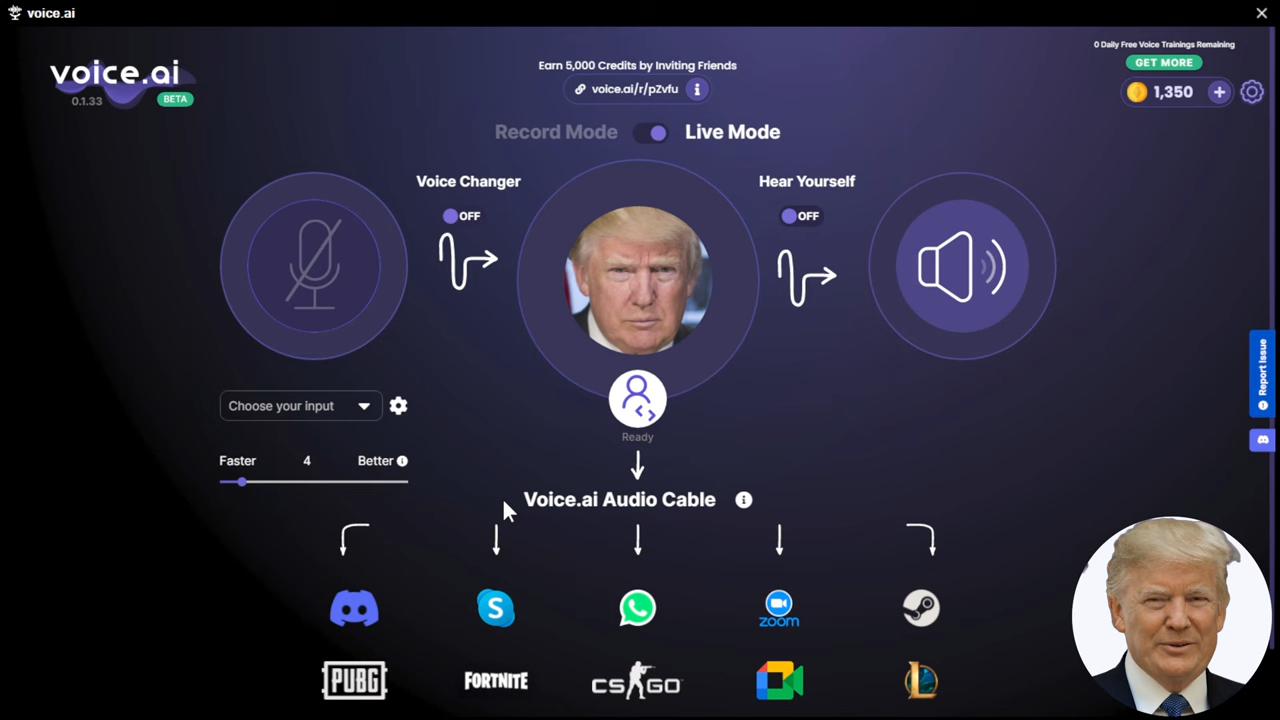 voice.ai
0 Daily Free Voice Trainings Remaining
GET MORE
1,350
voice.ai
0.1.33
BETA
Earn 5,000 Credits by Inviting Friends
voice.ai/r/pZvfu
Record Mode
Live Mode
Voice Changer
OFF
Hear Yourself
OFF
Choose your input
Faster 4 Better
Ready
Voice.ai Audio Cable
Report Issue
S
zoom
PUBG
FORTNITE
CS GO
L